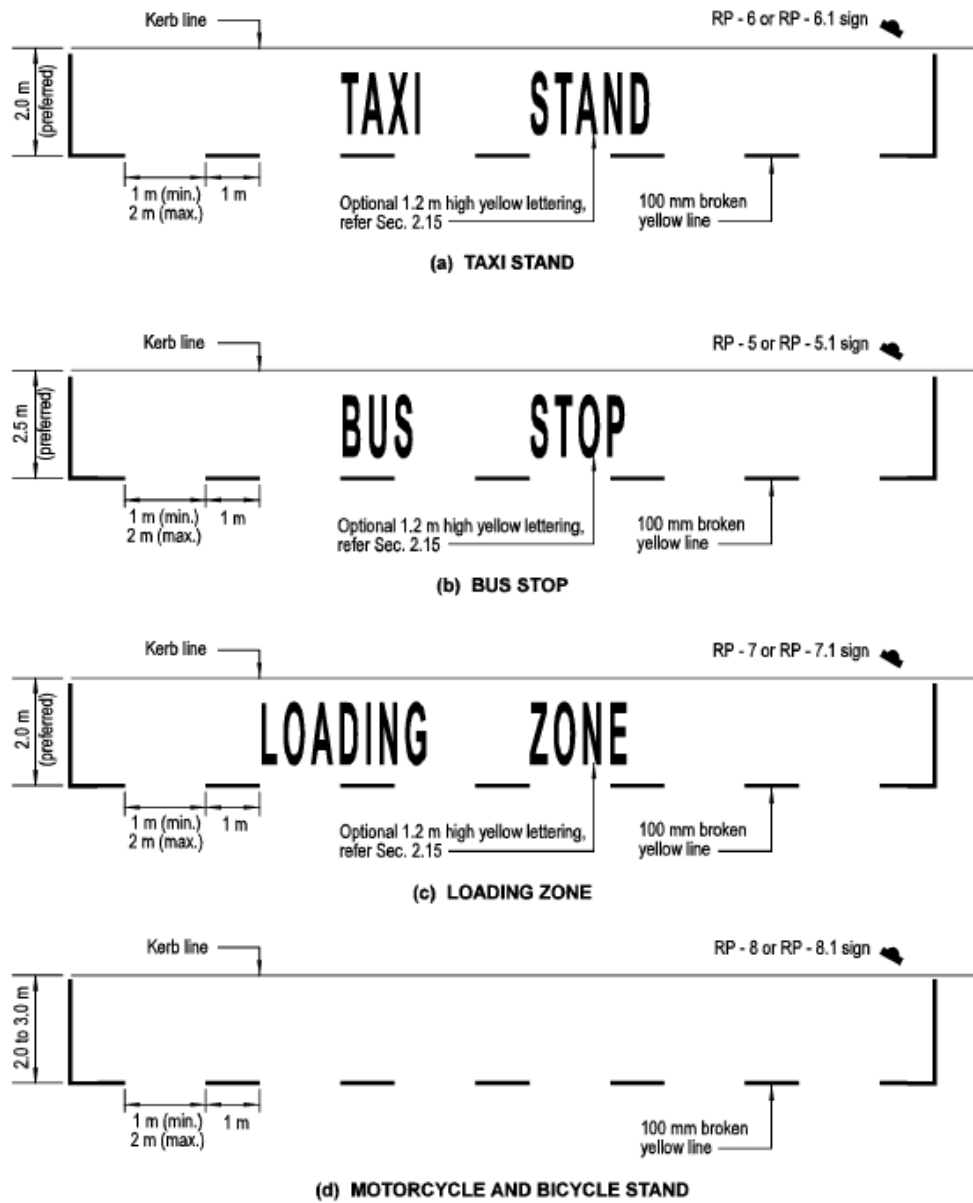 Kerb line
RP - 6 or RP - 6.1 sign
2.0 m
(preferred)
TAXI STAND
1 m (min.)
2 m (max.)
1 m
Optional 1.2 m high yellow lettering,
refer Sec. 2.15
100 mm broken
yellow line
(a) TAXI STAND
Kerb line
RP - 5 or RP - 5.1 sign
2.5 m
(preferred)
BUS STOP
1 m (min.)
2 m (max.)
1 m
Optional 1.2 m high yellow lettering,
refer Sec. 2.15
100 mm broken
yellow line
(b) BUS STOP
Kerb line
RP - 7 or RP - 7.1 sign
2.0 m
(preferred)
LOADING ZONE
1 m (min.)
2 m (max.)
1 m
Optional 1.2 m high yellow lettering,
refer Sec. 2.15
100 mm broken
yellow line
(c) LOADING ZONE
Kerb line
RP - 8 or RP - 8.1 sign
2.0 to 3.0 m
1 m (min.)
2 m (max.)
1 m
100 mm broken
yellow line
(d) MOTORCYCLE AND BICYCLE STAND